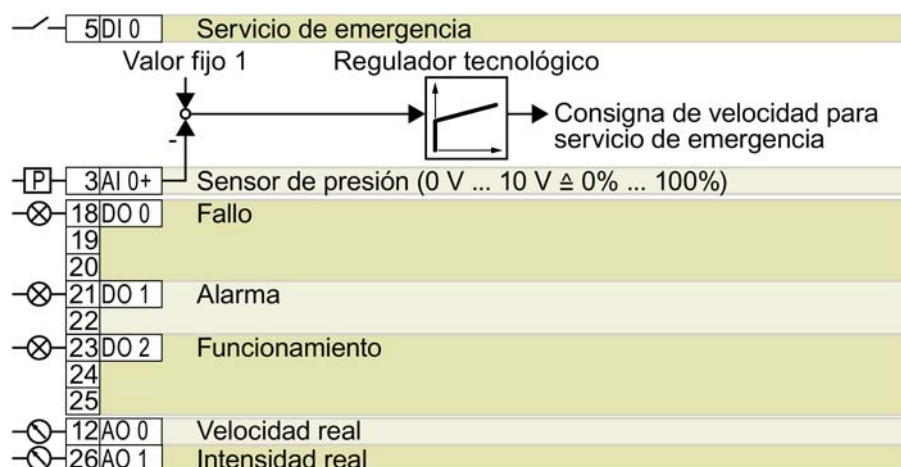 5 DI 0 Servicio de emergencia
Valor fijo 1 Regulador tecnológico
Consigna de velocidad para
servicio de emergencia
-
P 3 AI 0+ Sensor de presión (0 V ... 10 V ≙ 0% ... 100%)
18 DO 0 Fallo
19
20
21 DO 1 Alarma
22
23 DO 2 Funcionamiento
24
25
12 AO 0 Velocidad real
26 AO 1 Intensidad real